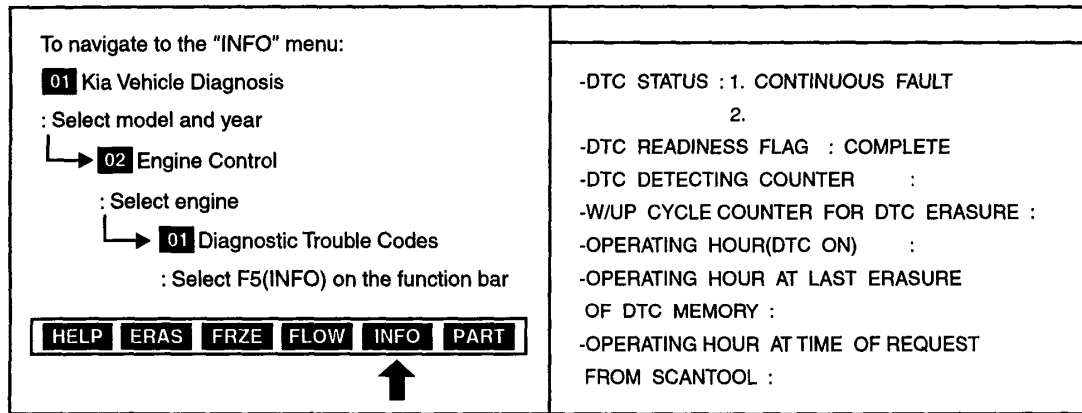 To navigate to the "INFO" menu:
01 Kia Vehicle Diagnosis
: Select model and year
02 Engine Control
: Select engine
01 Diagnostic Trouble Codes
: Select F5(INFO) on the function bar
HELP ERAS FRZE FLOW INFO PART
-DTC STATUS : 1. CONTINUOUS FAULT
2.
-DTC READINESS FLAG : COMPLETE
-DTC DETECTING COUNTER :
-W/UP CYCLE COUNTER FOR DTC ERASURE :
-OPERATING HOUR(DTC ON) :
-OPERATING HOUR AT LAST ERASURE
OF DTC MEMORY :
-OPERATING HOUR AT TIME OF REQUEST
FROM SCANTOOL :